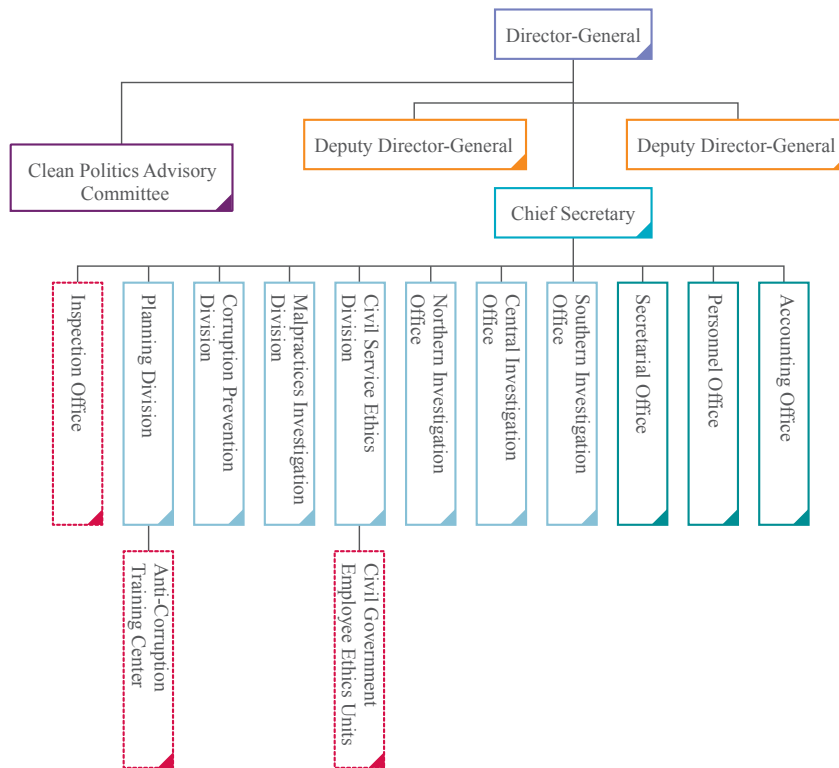 Director-General
Deputy Director-General
Deputy Director-General
Clean Politics Advisory
Committee
Chief Secretary
Inspection Office
Planning Division
Corruption Prevention
Division
Malpractices Investigation
Division
Civil Service Ethics
Division
Northern Investigation
Office
Central Investigation
Office
Southern Investigation
Office
Secretarial Office
Personnel Office
Accounting Office
Anti-Corruption
Training Center
Civil Government
Employee Ethics Units